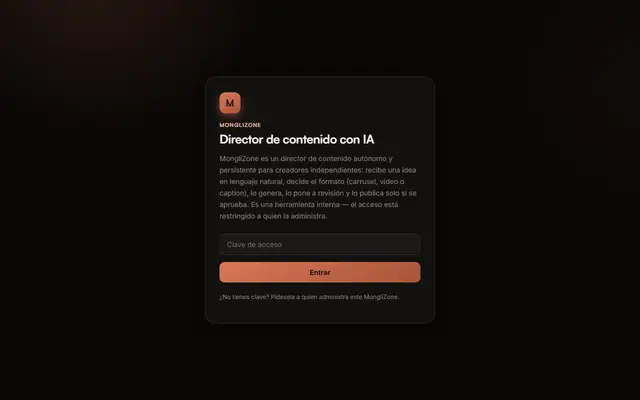 M
MONGLIZONE
Director de contenido con IA
MongliZone es un director de contenido autónomo y
persistente para creadores independientes: recibe una idea
en lenguaje natural, decide el formato (carrusel, video o
caption), lo genera, lo pone a revisión y lo publica solo si se
aprueba. Es una herramienta interna — el acceso está
restringido a quien la administra.
Clave de acceso
Entrar
¿No tienes clave? Pídesela a quien administra este MongliZone.